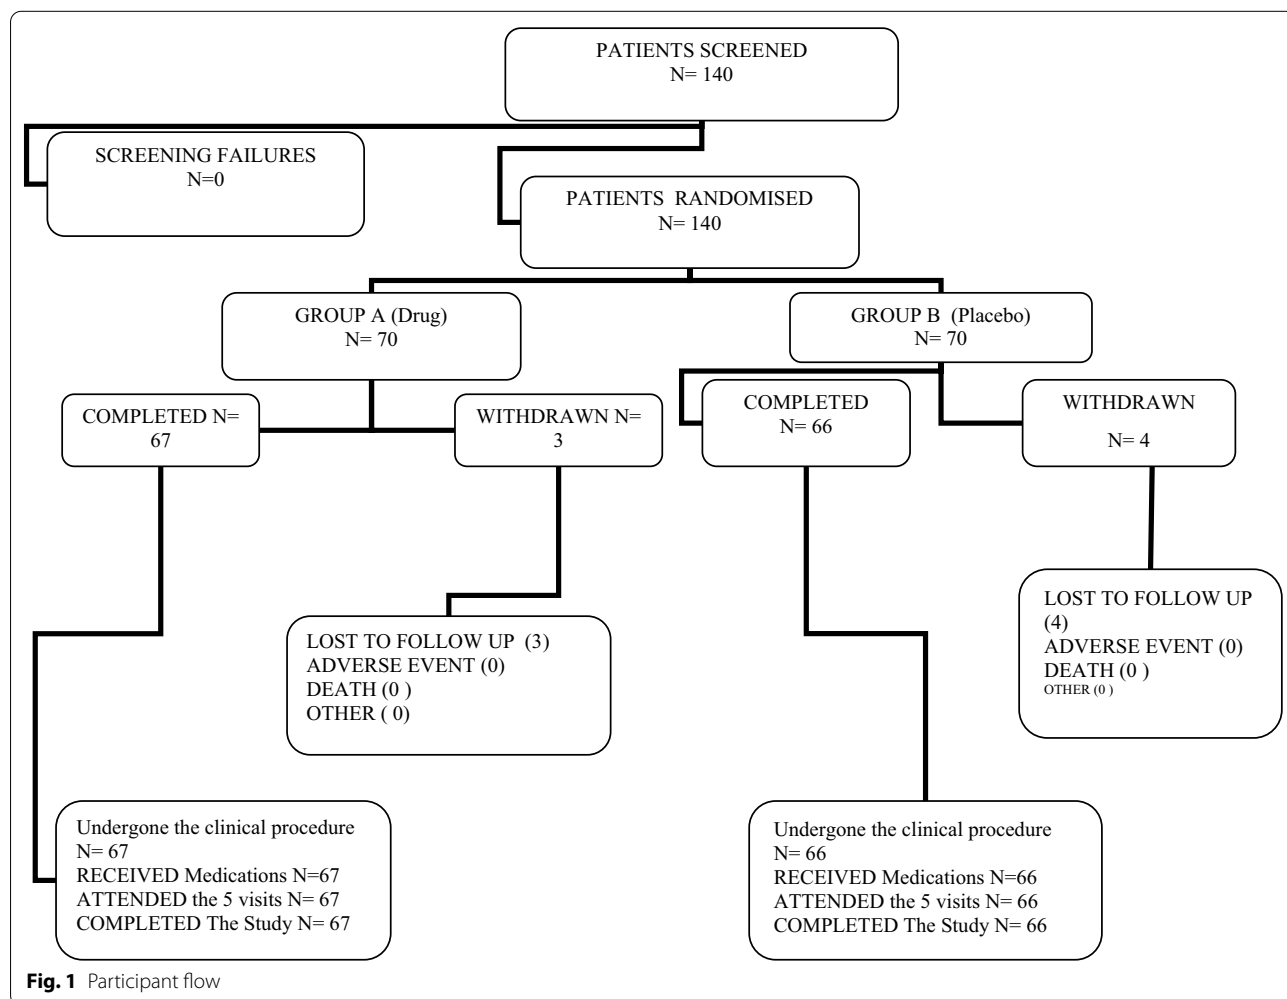 PATIENTS SCREENED
N= 140
SCREENING FAILURES
N=0
PATIENTS RANDOMISED
N= 140
GROUP A (Drug)
N= 70
GROUP B (Placebo)
N= 70
COMPLETED N=
67
WITHDRAWN N=
3
COMPLETED
N= 66
WITHDRAWN
N= 4
LOST TO FOLLOW UP (3)
ADVERSE EVENT (0)
DEATH (0 )
OTHER ( 0)
LOST TO FOLLOW UP
(4)
ADVERSE EVENT (0)
DEATH (0 )
OTHER (0 )
Undergone the clinical procedure
N= 67
RECEIVED Medications N=67
ATTENDED the 5 visits N= 67
COMPLETED The Study N= 67
Undergone the clinical procedure
N= 66
RECEIVED Medications N=66
ATTENDED the 5 visits N= 66
COMPLETED The Study N= 66
Fig. 1 Participant flow